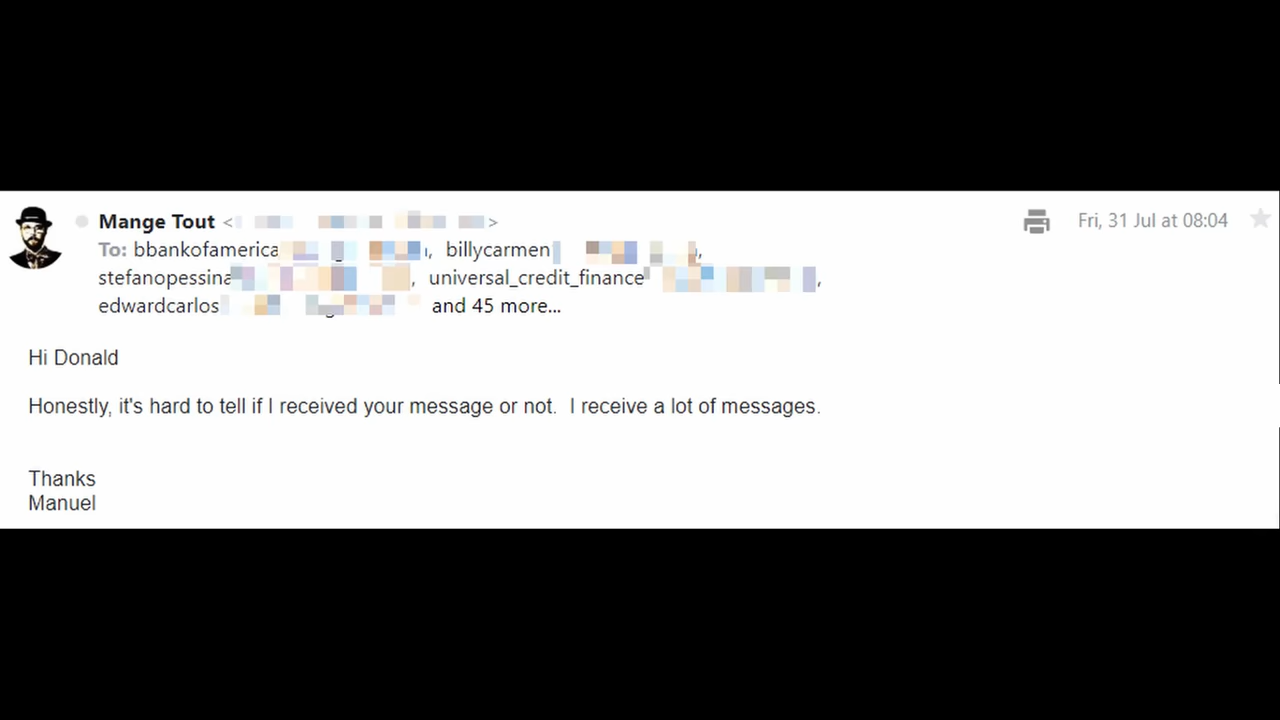 Mange Tout < >
Fri, 31 Jul at 08:04
To: bbankofamerica , billycarmen ,
stefanopessina , universal_credit_finance ,
edwardcarlos and 45 more...
Hi Donald
Honestly, it's hard to tell if I received your message or not. I receive a lot of messages.
Thanks
Manuel